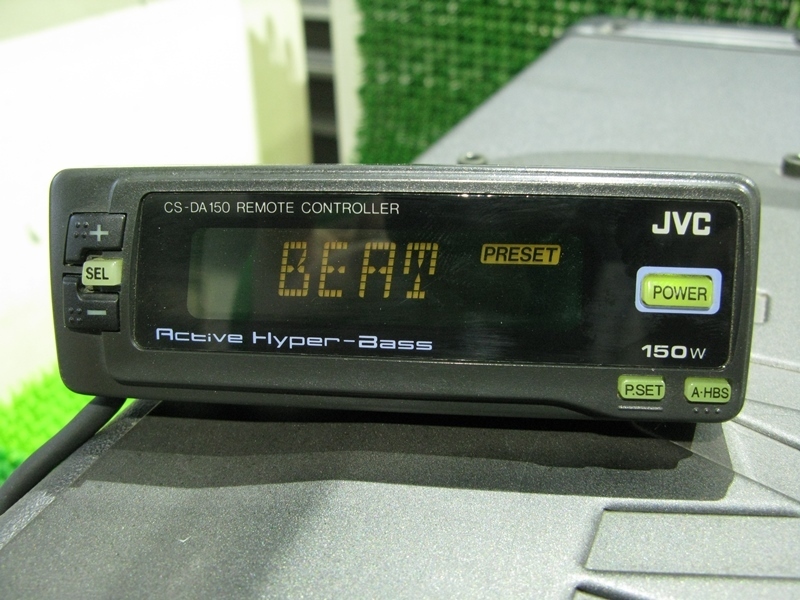 CS-DA150 REMOTE CONTROLLER
JVC
+
SEL
−
BEAT
PRESET
POWER
Active Hyper-Bass
150W
P.SET
A·HBS